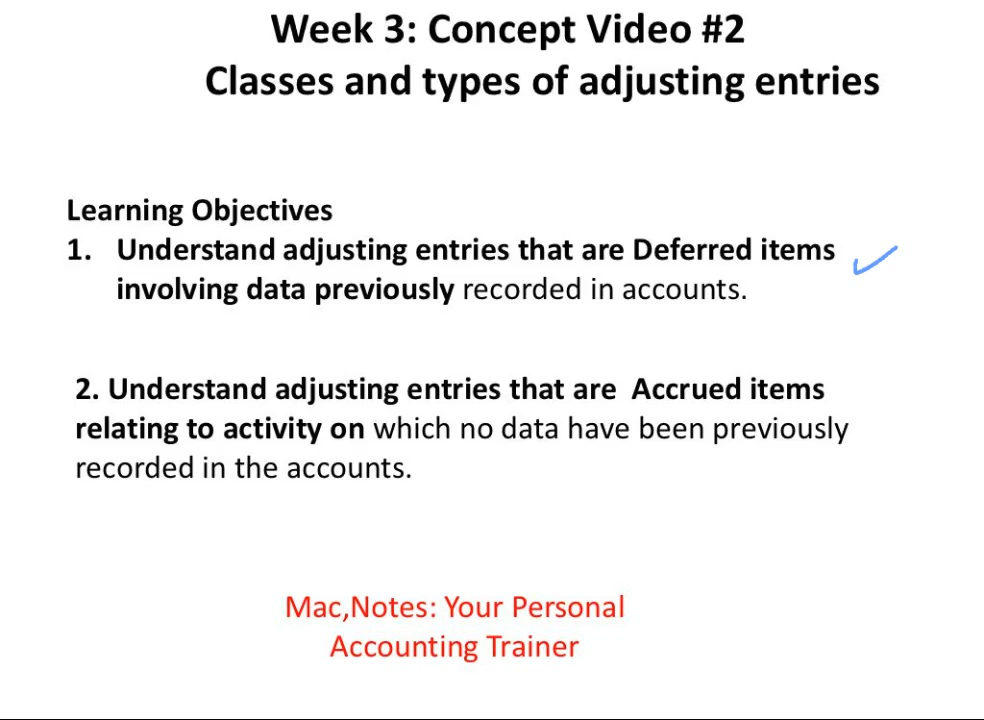 Week 3: Concept Video #2
Classes and types of adjusting entries
Learning Objectives
1. Understand adjusting entries that are Deferred items
involving data previously recorded in accounts.
2. Understand adjusting entries that are Accrued items
relating to activity on which no data have been previously
recorded in the accounts.
Mac,Notes: Your Personal
Accounting Trainer